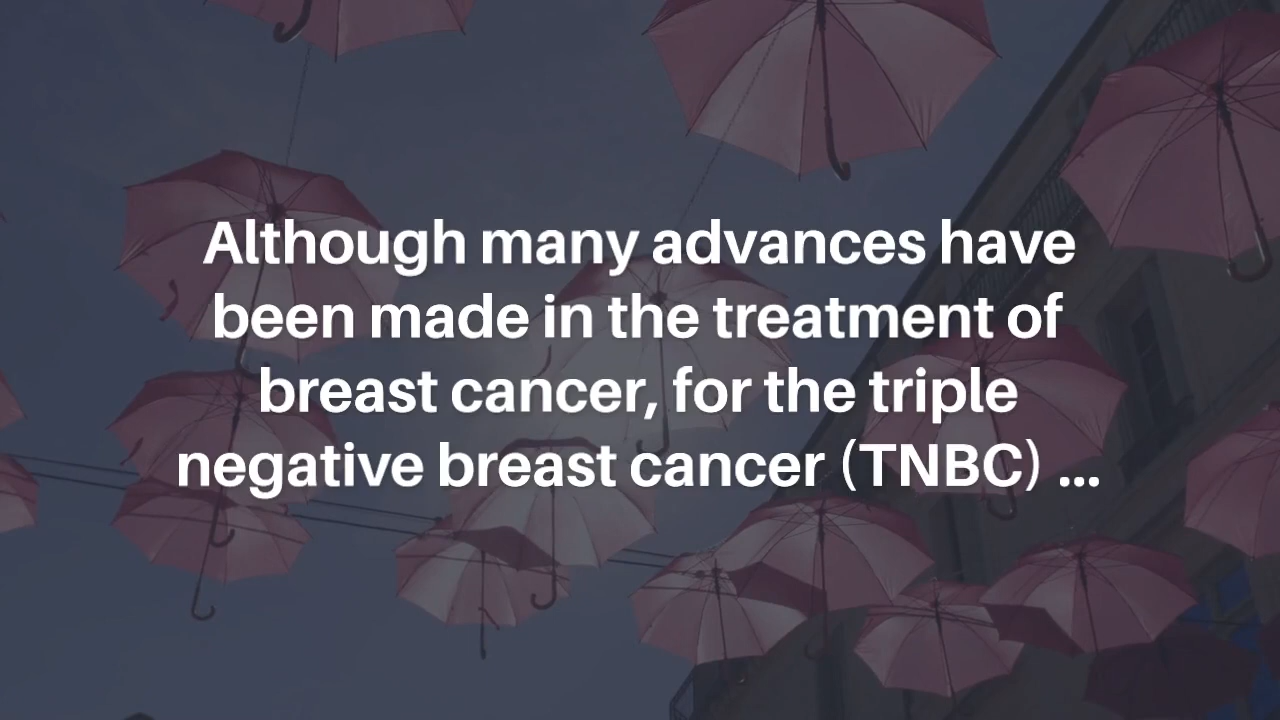 Although many advances have
been made in the treatment of
breast cancer, for the triple
negative breast cancer (TNBC) ...